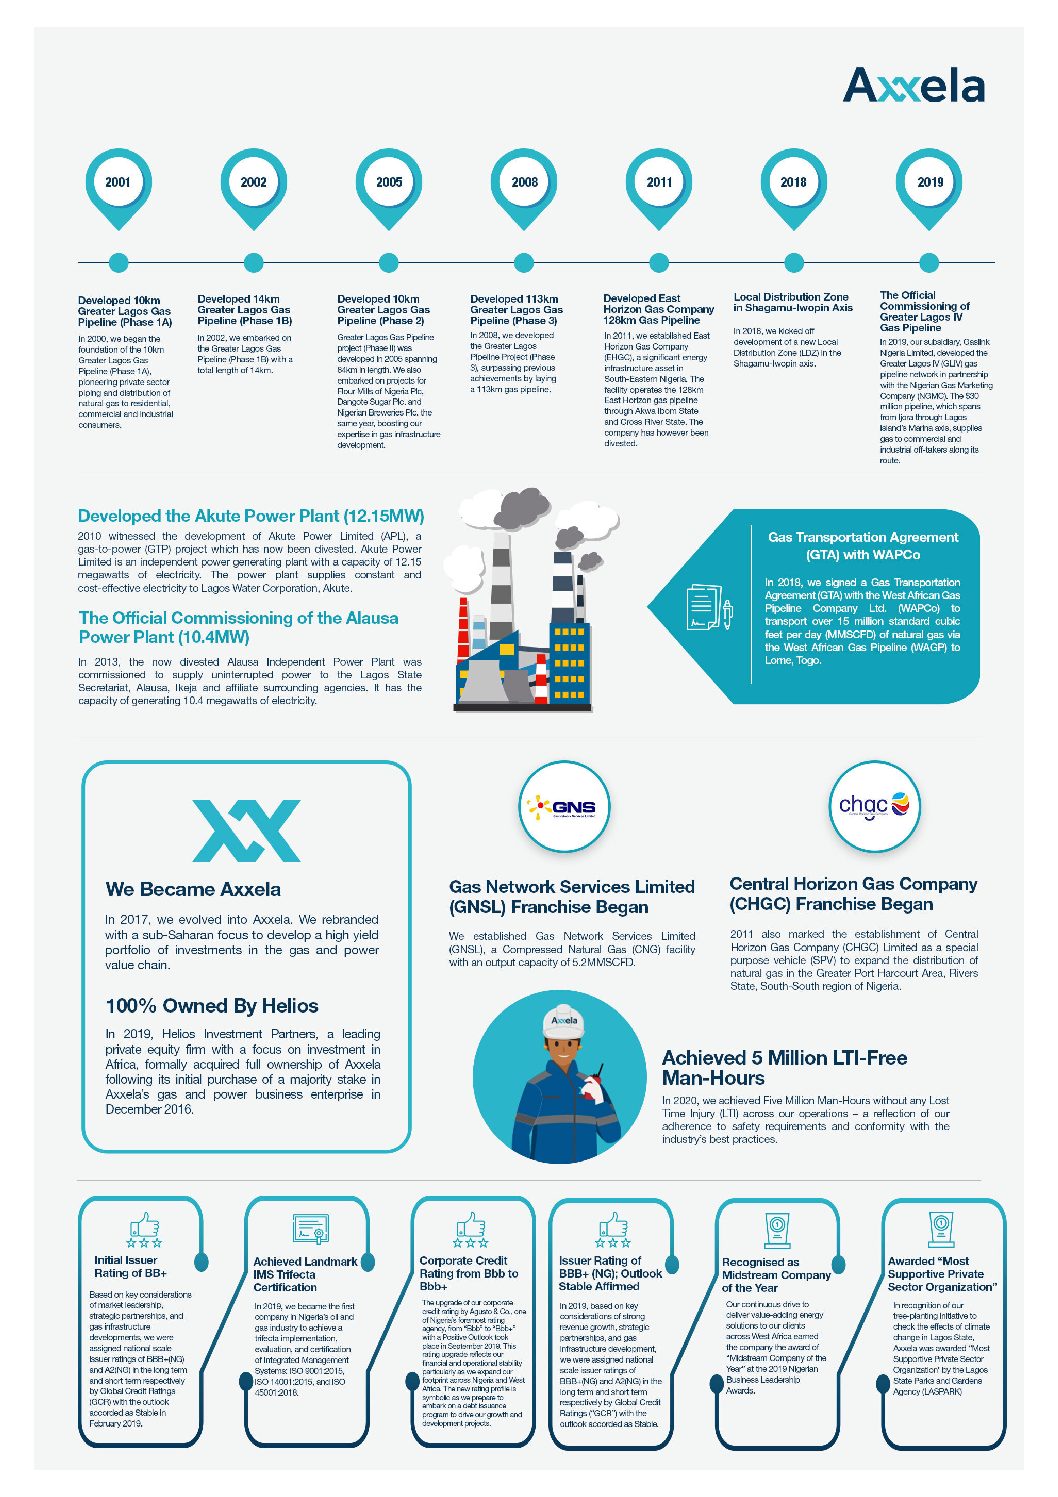 Axxela
2001
2002
2005
2008
2011
2018
2019
Developed 10km
Greater Lagos Gas
Pipeline (Phase 1A)
In 2000, we began the
foundation of the 10km
Greater Lagos Gas
Pipeline (Phase 1A),
pioneering private sector
piping and distribution of
natural gas to residential,
commercial and industrial
consumers.
Developed 14km
Greater Lagos Gas
Pipeline (Phase 1B)
In 2002, we embarked on
the Greater Lagos Gas
Pipeline (Phase 1B) with a
total length of 14km.
Developed 10km
Greater Lagos Gas
Pipeline (Phase 2)
Greater Lagos Gas Pipeline
project (Phase II) was
developed in 2005 spanning
84km in length. We also
embarked on projects for
Flour Mills of Nigeria Plc,
Dangote Sugar Plc. and
Nigerian Breweries Plc. the
same year, boosting our
expertise in gas infrastructure
development.
Developed 113km
Greater Lagos Gas
Pipeline (Phase 3)
In 2008, we developed
the Greater Lagos
Pipeline Project (Phase
3), surpassing previous
achievements by laying
a 113km gas pipeline.
Developed East
Horizon Gas Company
128km Gas Pipeline
In 2011, we established East
Horizon Gas Company
(EHGC), a significant energy
infrastructure asset in
South-Eastern Nigeria. The
facility operates the 128km
East Horizon gas pipeline
through Akwa Ibom State
and Cross River State. The
company has however been
divested.
Local Distribution Zone
in Shagamu-Iwopin Axis
In 2018, we kicked off
development of a new Local
Distribution Zone (LDZ) in the
Shagamu-Iwopin axis.
The Official
Commissioning of
Greater Lagos IV
Gas Pipeline
In 2019, our subsidiary, Gaslink
Nigeria Limited, developed the
Greater Lagos IV (GLIV) gas
pipeline network in partnership
with the Nigerian Gas Marketing
Company (NGMC). The $30
million pipeline, which spans
from Ijora through Lagos
Island's Marina axis, supplies
gas to commercial and
industrial off-takers along its
route.
Developed the Akute Power Plant (12.15MW)
2010 witnessed the development of Akute Power Limited (APL), a
gas-to-power (GTP) project which has now been divested. Akute Power
Limited is an independent power generating plant with a capacity of 12.15
megawatts of electricity. The power plant supplies constant and
cost-effective electricity to Lagos Water Corporation, Akute.
The Official Commissioning of the Alausa
Power Plant (10.4MW)
In 2013, the now divested Alausa Independent Power Plant was
commissioned to supply uninterrupted power to the Lagos State
Secretariat, Alausa, Ikeja and affiliate surrounding agencies. It has the
capacity of generating 10.4 megawatts of electricity.
Gas Transportation Agreement
(GTA) with WAPCo
In 2018, we signed a Gas Transportation
Agreement (GTA) with the West African Gas
Pipeline Company Ltd. (WAPCo) to
transport over 15 million standard cubic
feet per day (MMSCFD) of natural gas via
the West African Gas Pipeline (WAGP) to
Lome, Togo.
We Became Axxela
In 2017, we evolved into Axxela. We rebranded
with a sub-Saharan focus to develop a high yield
portfolio of investments in the gas and power
value chain.
100% Owned By Helios
In 2019, Helios Investment Partners, a leading
private equity firm with a focus on investment in
Africa, formally acquired full ownership of Axxela
following its initial purchase of a majority stake in
Axxela's gas and power business enterprise in
December 2016.
GNS
Gas Network Services Limited
(GNSL) Franchise Began
We established Gas Network Services Limited
(GNSL), a Compressed Natural Gas (CNG) facility
with an output capacity of 5.2MMSCFD.
chgc
Central Horizon Gas Company
(CHGC) Franchise Began
2011 also marked the establishment of Central
Horizon Gas Company (CHGC) Limited as a special
purpose vehicle (SPV) to expand the distribution of
natural gas in the Greater Port Harcourt Area, Rivers
State, South-South region of Nigeria.
Axxela
Achieved 5 Million LTI-Free
Man-Hours
In 2020, we achieved Five Million Man-Hours without any Lost
Time Injury (LTI) across our operations – a reflection of our
adherence to safety requirements and conformity with the
industry's best practices.
Initial Issuer
Rating of BB+
Based on key considerations
of market leadership,
strategic partnerships, and
gas infrastructure
developments, we were
assigned national scale
issuer ratings of BBB+(NG)
and A2(NG) in the long term
and short term respectively
by Global Credit Ratings
(GCR) with the outlook
accorded as Stable in
February 2019.
Achieved Landmark
IMS Trifecta
Certification
In 2019, we became the first
company in Nigeria's oil and
gas industry to achieve a
trifecta implementation,
evaluation, and certification
of Integrated Management
Systems: ISO 9001:2015,
ISO 14001:2015, and ISO
45001:2018.
Corporate Credit
Rating from Bbb to
Bbb+
The upgrade of our corporate
credit rating by Agusto & Co., one
of Nigeria's foremost rating
agency, from "Bbb" to "Bbb+"
with a Positive Outlook took
place in September 2019. This
rating upgrade reflects our
financial and operational stability
particularly as we expand our
footprint across Nigeria and West
Africa. The new rating profile is
symbolic as we prepare to
embark on a debt issuance
program to drive our growth and
development projects.
Issuer Rating of
BBB+ (NG); Outlook
Stable Affirmed
In 2019, based on key
considerations of strong
revenue growth, strategic
partnerships, and gas
infrastructure development,
we were assigned national
scale issuer ratings of
BBB+(NG) and A2(NG) in the
long term and short term
respectively by Global Credit
Ratings ("GCR") with the
outlook accorded as Stable.
Recognised as
Midstream Company
of the Year
Our continuous drive to
deliver value-adding energy
solutions to our clients
across West Africa earned
the company the award of
"Midstream Company of the
Year" at the 2019 Nigerian
Business Leadership
Awards.
Awarded "Most
Supportive Private
Sector Organization"
In recognition of our
tree-planting initiative to
check the effects of climate
change in Lagos State,
Axxela was awarded "Most
Supportive Private Sector
Organization' by the Lagos
State Parks and Gardens
Agency (LASPARK)